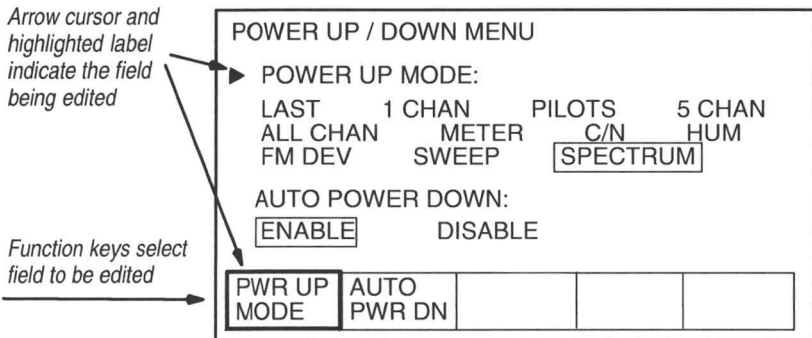 Arrow cursor and
highlighted label
indicate the field
being edited
POWER UP / DOWN MENU
POWER UP MODE:
LAST 1 CHAN PILOTS 5 CHAN
ALL CHAN METER C/N HUM
FM DEV SWEEP SPECTRUM
AUTO POWER DOWN:
ENABLE DISABLE
Function keys select
field to be edited
PWR UP
MODE
AUTO
PWR DN